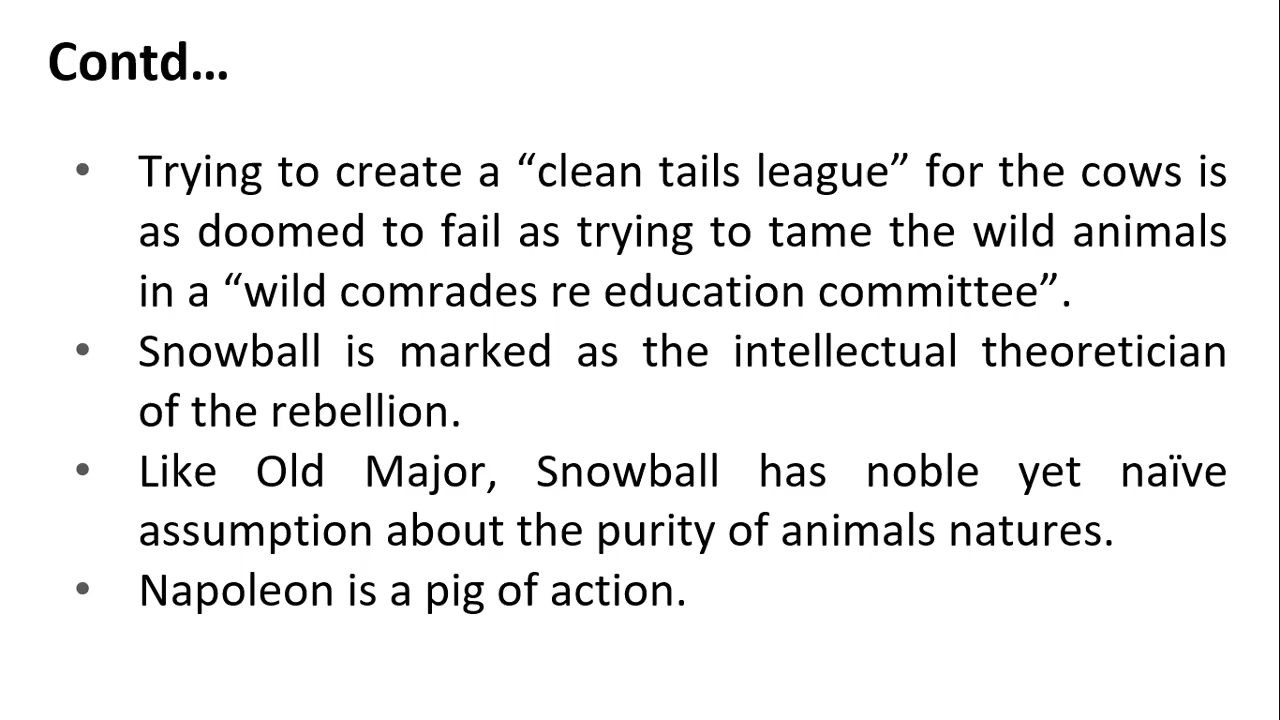 Contd...
• Trying to create a “clean tails league” for the cows is
as doomed to fail as trying to tame the wild animals
in a “wild comrades re education committee”.
• Snowball is marked as the intellectual theoretician
of the rebellion.
• Like Old Major, Snowball has noble yet naïve
assumption about the purity of animals natures.
• Napoleon is a pig of action.